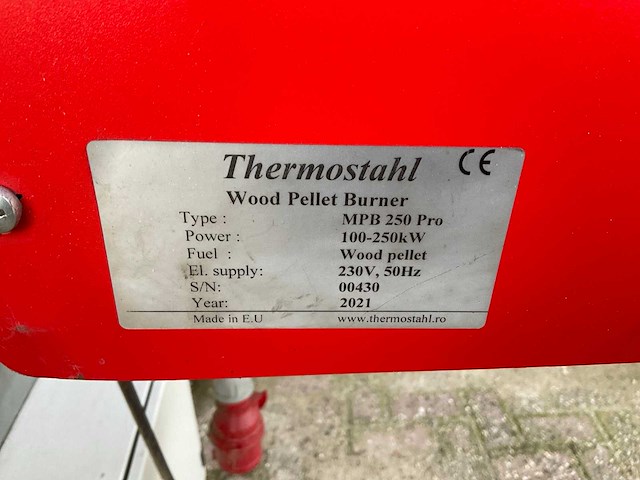 Thermostahl CE
Wood Pellet Burner
Type : MPB 250 Pro
Power : 100-250kW
Fuel : Wood pellet
El. supply: 230V, 50Hz
S/N: 00430
Year: 2021
Made in E.U www.thermostahl.ro